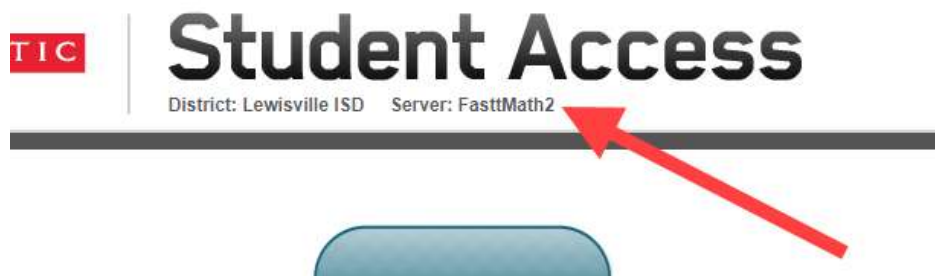 TIC
Student Access
District: Lewisville ISD Server: FasttMath2